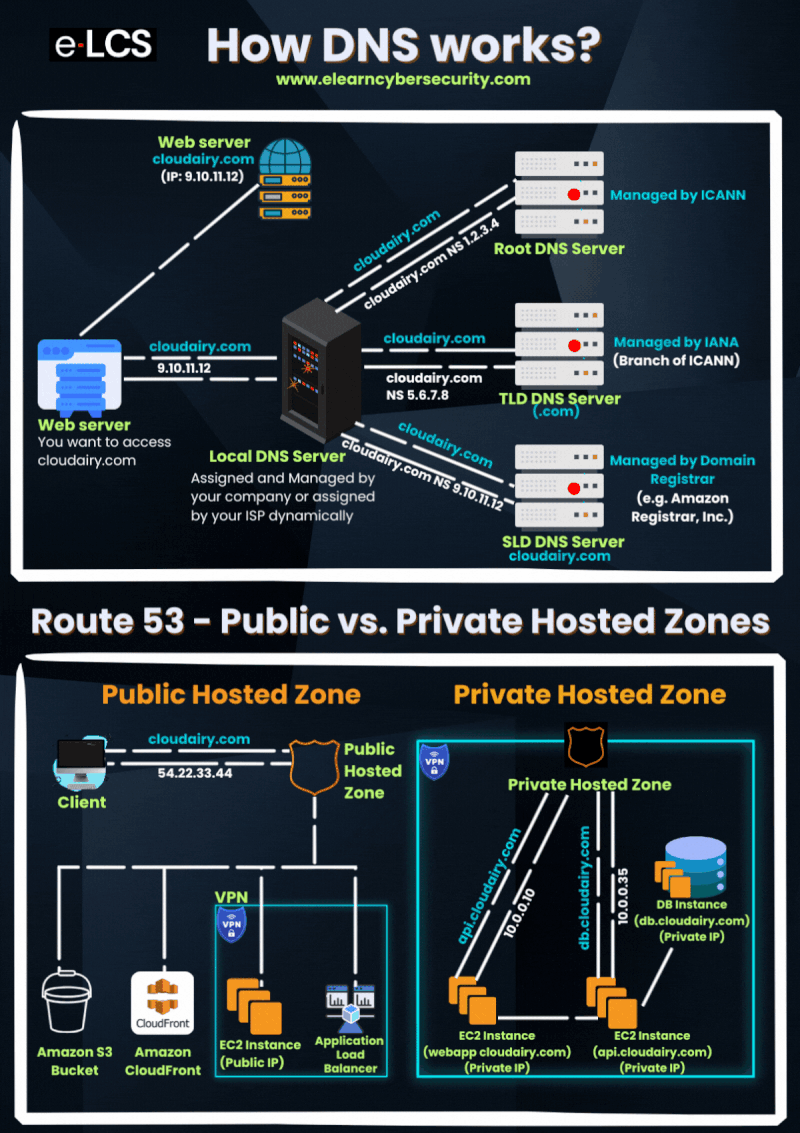 e·LCS
How DNS works?
www.elearncybersecurity.com
Web server
cloudairy.com
(IP: 9.10.11.12)
cloudairy.com
cloudairy.com NS 1.2.3.4
Managed by ICANN
Root DNS Server
cloudairy.com
9.10.11.12
cloudairy.com
cloudairy.com
NS 5.6.7.8
Managed by IANA
(Branch of ICANN)
TLD DNS Server
(.com)
Web server
You want to access
cloudairy.com
Local DNS Server
Assigned and Managed by
your company or assigned
by your ISP dynamically
cloudairy.com
cloudairy.com NS 9.10.11.12
Managed by Domain
Registrar
(e.g. Amazon
Registrar, Inc.)
SLD DNS Server
cloudairy.com
Route 53 - Public vs. Private Hosted Zones
Public Hosted Zone
cloudairy.com
54.22.33.44
Client
Public
Hosted
Zone
VPN
VPN
Amazon S3
Bucket
CloudFront
Amazon
CloudFront
EC2 Instance
(Public IP)
Application
Load
Balancer
Private Hosted Zone
VPN
Private Hosted Zone
api.cloudairy.com
10.0.0.10
db.cloudairy.com
10.0.0.35
DB Instance
(db.cloudairy.com)
(Private IP)
EC2 Instance
(webapp cloudairy.com)
(Private IP)
EC2 Instance
(api.cloudairy.com)
(Private IP)